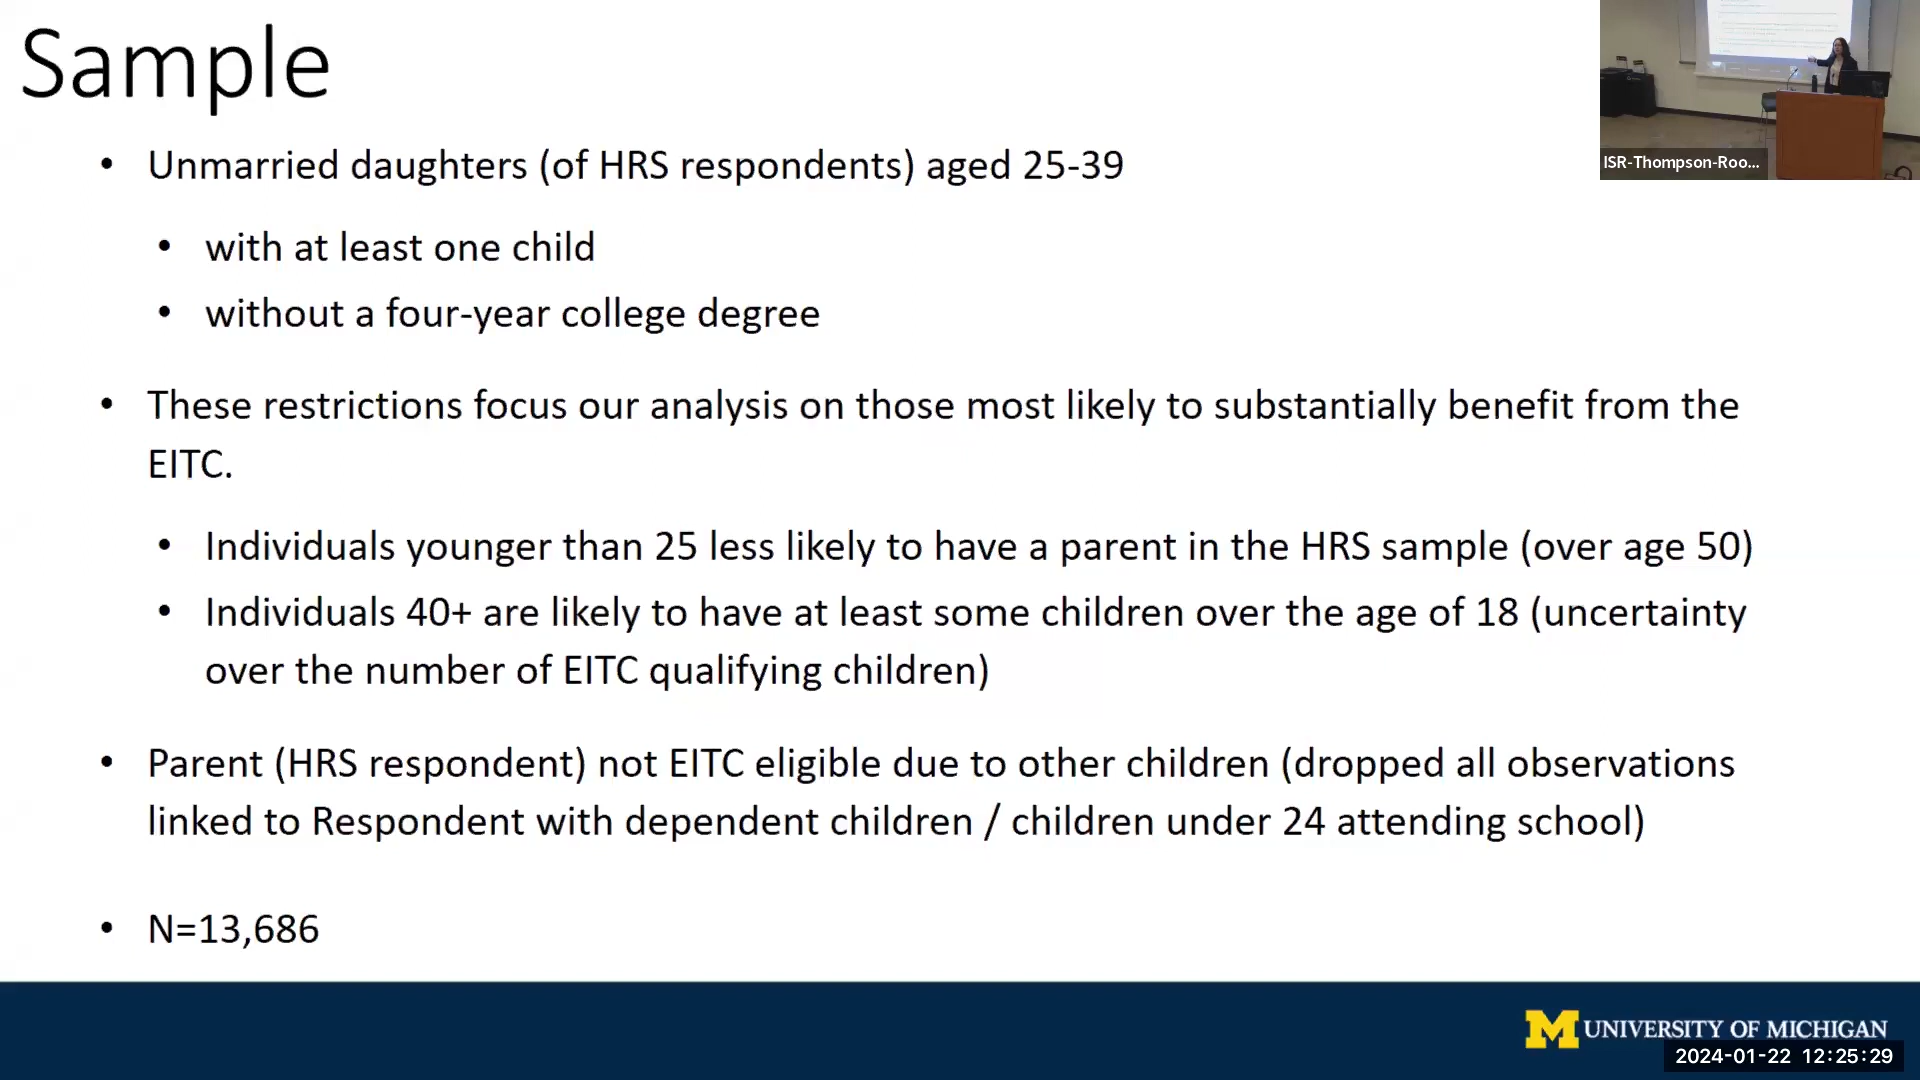 Sample
• Unmarried daughters (of HRS respondents) aged 25-39
• with at least one child
• without a four-year college degree
• These restrictions focus our analysis on those most likely to substantially benefit from the
EITC.
• Individuals younger than 25 less likely to have a parent in the HRS sample (over age 50)
• Individuals 40+ are likely to have at least some children over the age of 18 (uncertainty
over the number of EITC qualifying children)
• Parent (HRS respondent) not EITC eligible due to other children (dropped all observations
linked to Respondent with dependent children / children under 24 attending school)
• N=13,686
ISR-Thompson-Roo...
M UNIVERSITY OF MICHIGAN
2024-01-22 12:25:29